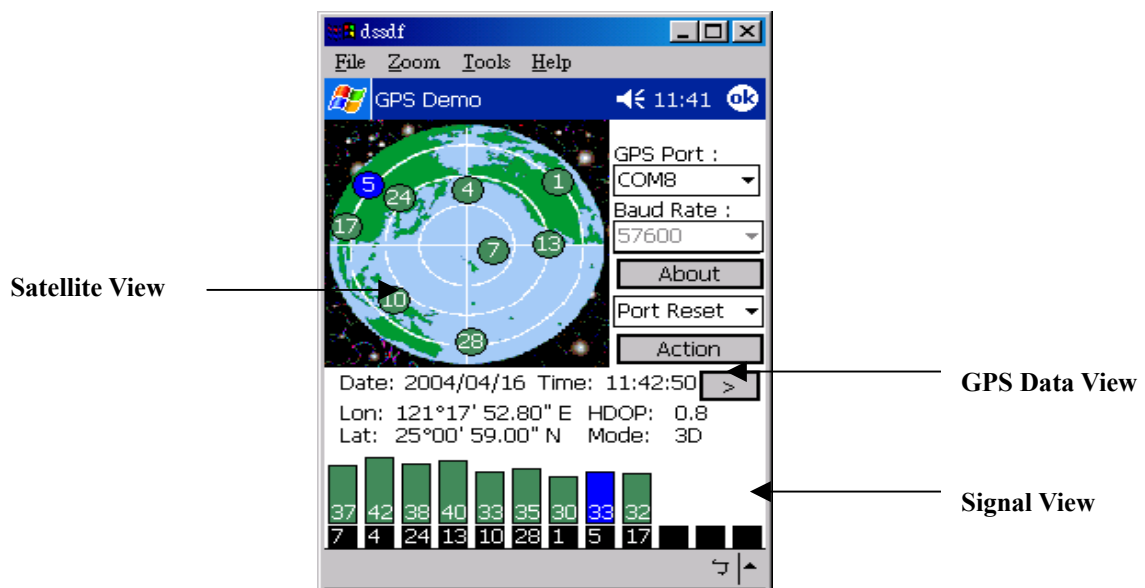 dssdf
File Zoom Tools Help
GPS Demo 11:41 ok
GPS Port :
COM8
Baud Rate :
57600
About
Port Reset
Action
5
24
4
1
17
7
13
10
28
Satellite View
Date: 2004/04/16 Time: 11:42:50 >
GPS Data View
Lon: 121°17' 52.80" E HDOP: 0.8
Lat: 25°00' 59.00" N Mode: 3D
37 42 38 40 33 35 30 33 32
7 4 24 13 10 28 1 5 17
Signal View